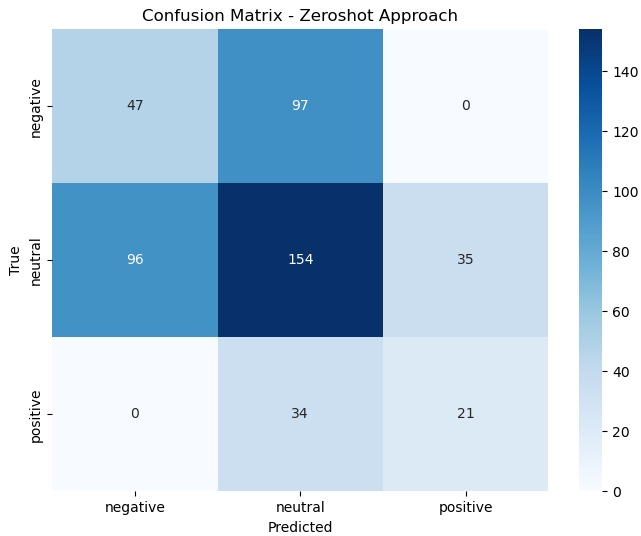 Confusion Matrix - Zeroshot Approach
negative
47
97
0
True
neutral
96
154
35
positive
0
34
21
negative
neutral
positive
Predicted
140
120
100
80
60
40
20
0